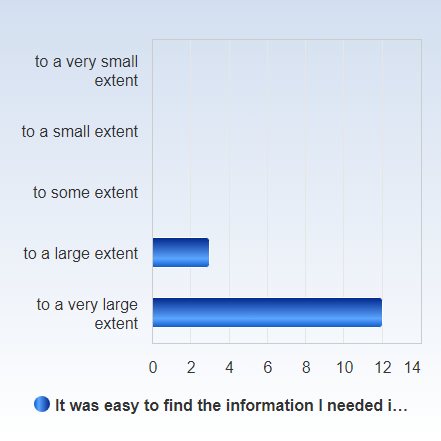 to a very small
extent
to a small extent
to some extent
to a large extent
to a very large
extent
0 2 4 6 8 10 12 14
It was easy to find the information I needed i...